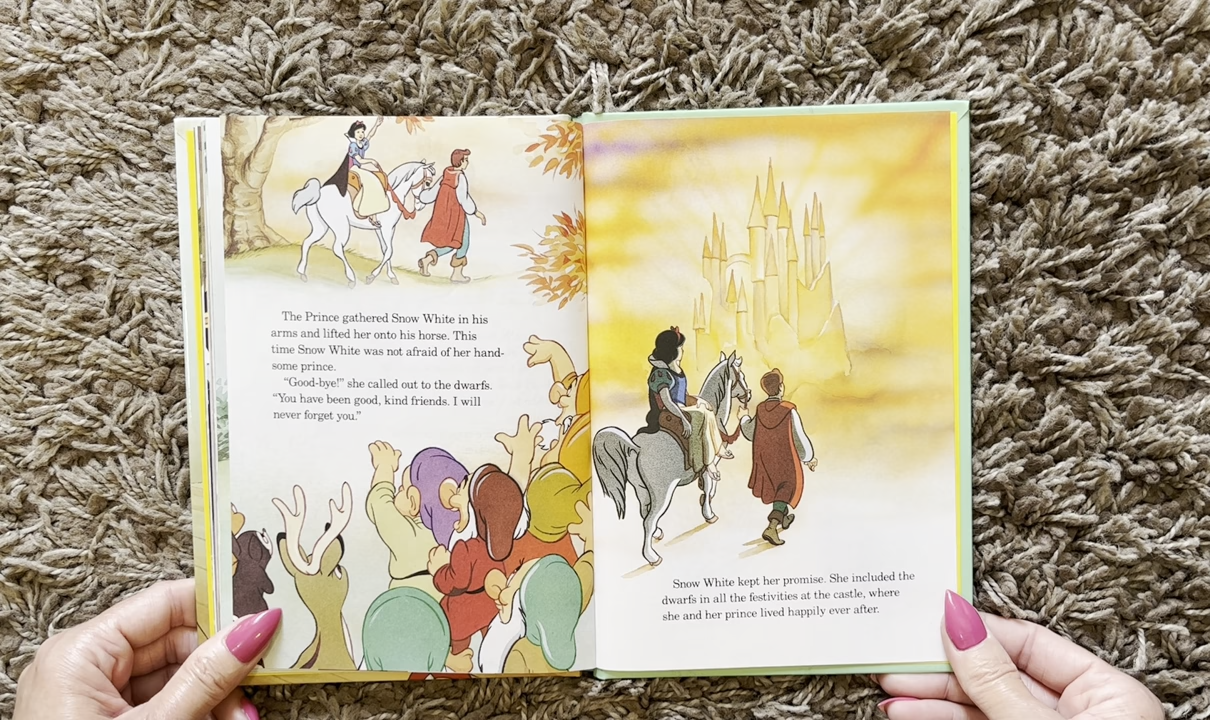 The Prince gathered Snow White in his
arms and lifted her onto his horse. This
time Snow White was not afraid of her hand-
some prince.
“Good-bye!” she called out to the dwarfs.
“You have been good, kind friends. I will
never forget you.”
Snow White kept her promise. She included the
dwarfs in all the festivities at the castle, where
she and her prince lived happily ever after.